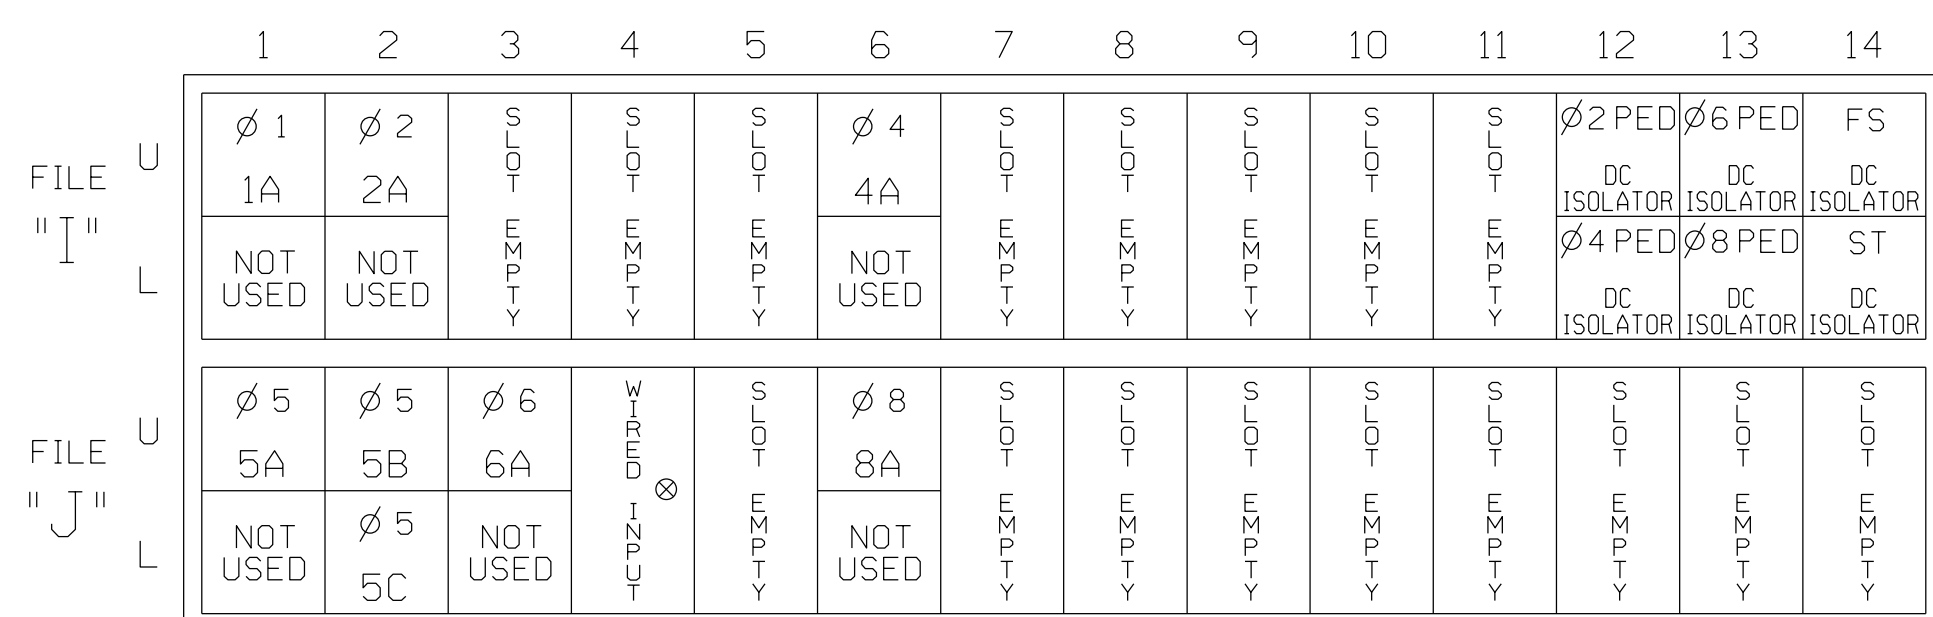 1 2 3 4 5 6 7 8 9 10 11 12 13 14
FILE "I"
U
Ø 1 1A
Ø 2 2A
SLOT EMPTY
SLOT EMPTY
SLOT EMPTY
Ø 4 4A
SLOT EMPTY
SLOT EMPTY
SLOT EMPTY
SLOT EMPTY
SLOT EMPTY
Ø2 PED DC ISOLATOR
Ø6 PED DC ISOLATOR
FS DC ISOLATOR
L
NOT USED
NOT USED
NOT USED
Ø4 PED DC ISOLATOR
Ø8 PED DC ISOLATOR
ST DC ISOLATOR
FILE "J"
U
Ø 5 5A
Ø 5 5B
Ø 6 6A
WIRED INPUT ⊗
SLOT EMPTY
Ø 8 8A
SLOT EMPTY
SLOT EMPTY
SLOT EMPTY
SLOT EMPTY
SLOT EMPTY
SLOT EMPTY
SLOT EMPTY
SLOT EMPTY
L
NOT USED
Ø 5 5C
NOT USED
NOT USED